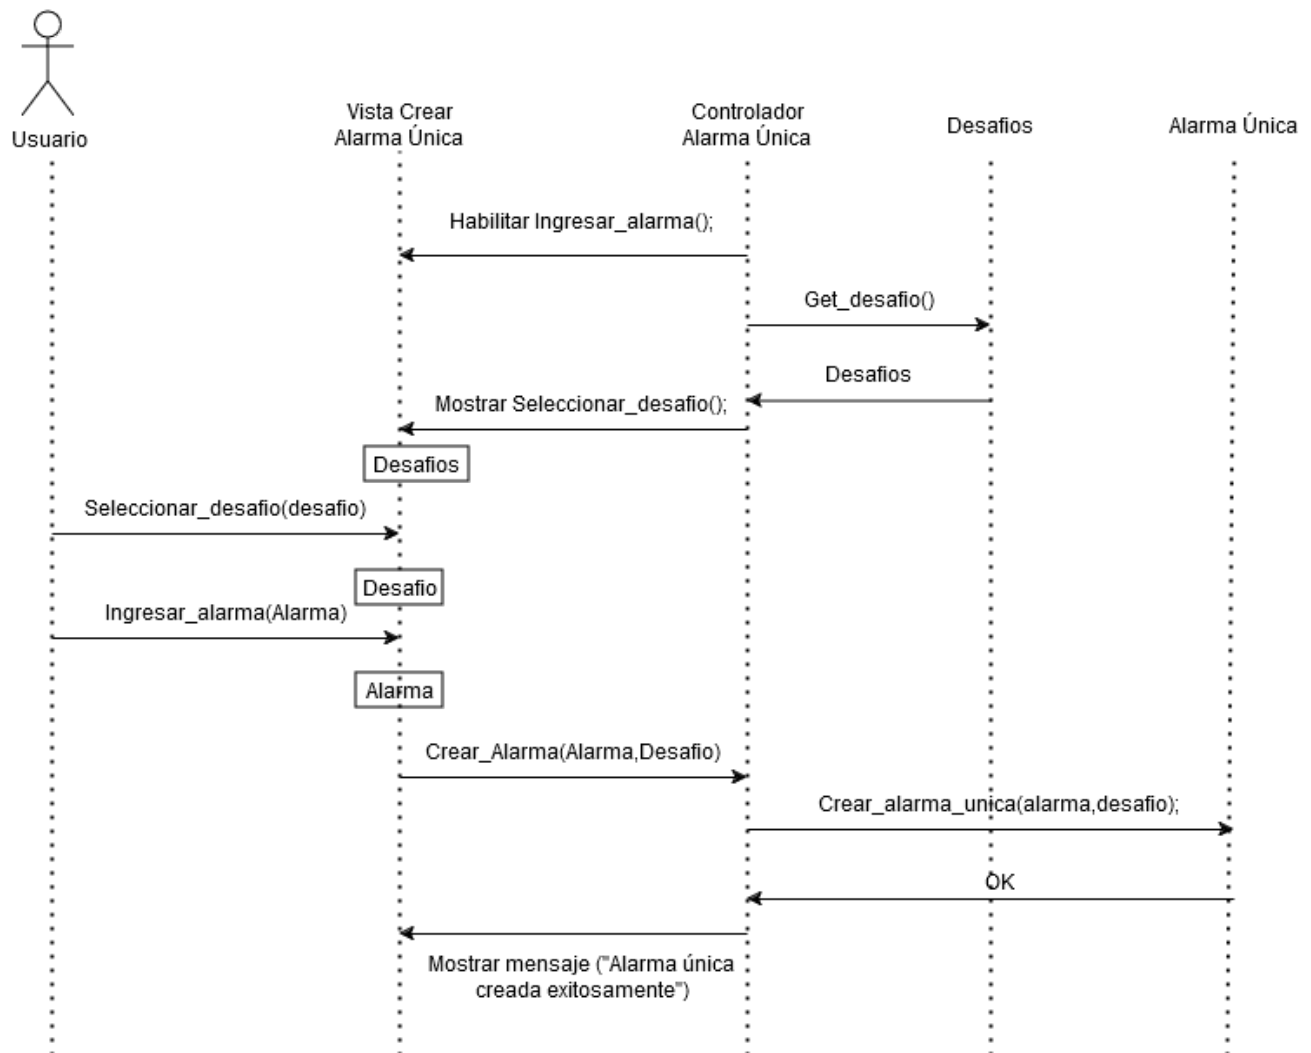 Usuario
Vista Crear
Alarma Única
Controlador
Alarma Única
Desafios
Alarma Única
Habilitar Ingresar_alarma();
Get_desafio()
Desafios
Mostrar Seleccionar_desafio();
Desafios
Seleccionar_desafio(desafio)
Desafio
Ingresar_alarma(Alarma)
Alarma
Crear_Alarma(Alarma,Desafio)
Crear_alarma_unica(alarma,desafio);
OK
Mostrar mensaje ("Alarma única
creada exitosamente")